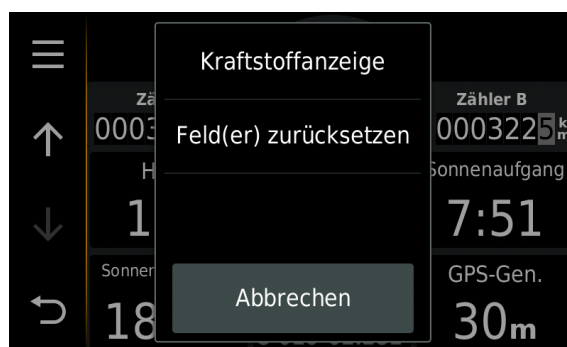 Kraftstoffanzeige
Zähler B
0003225
Feld(er) zurücksetzen
Sonnenaufgang
7:51
Abbrechen
GPS-Gen.
30m